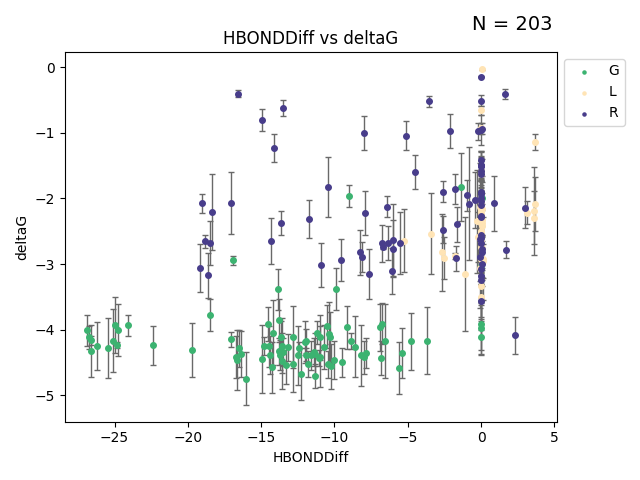 N = 203
HBONDDiff vs deltaG
G
L
R
deltaG
0
−1
−2
−3
−4
−5
−25
−20
−15
−10
−5
0
5
HBONDDiff